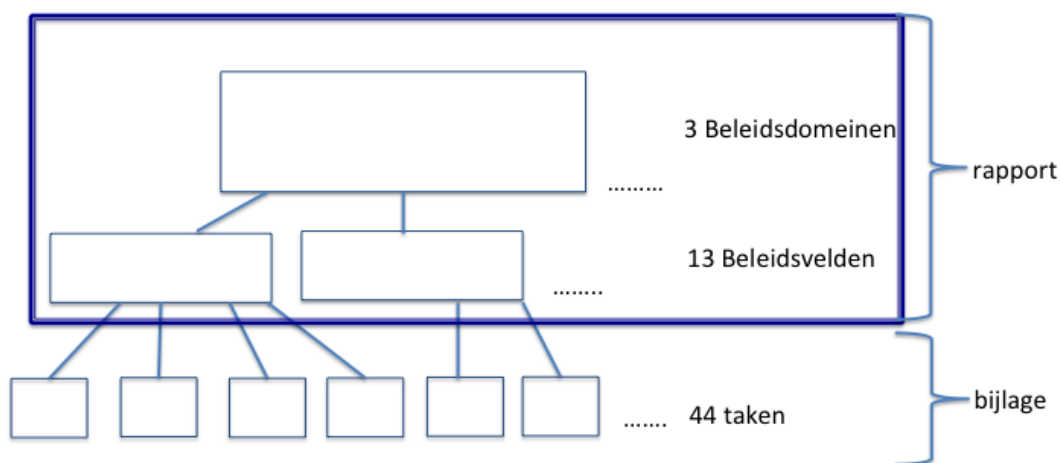 3 Beleidsdomeinen
rapport
………
13 Beleidsvelden
……..
……. 44 taken
bijlage